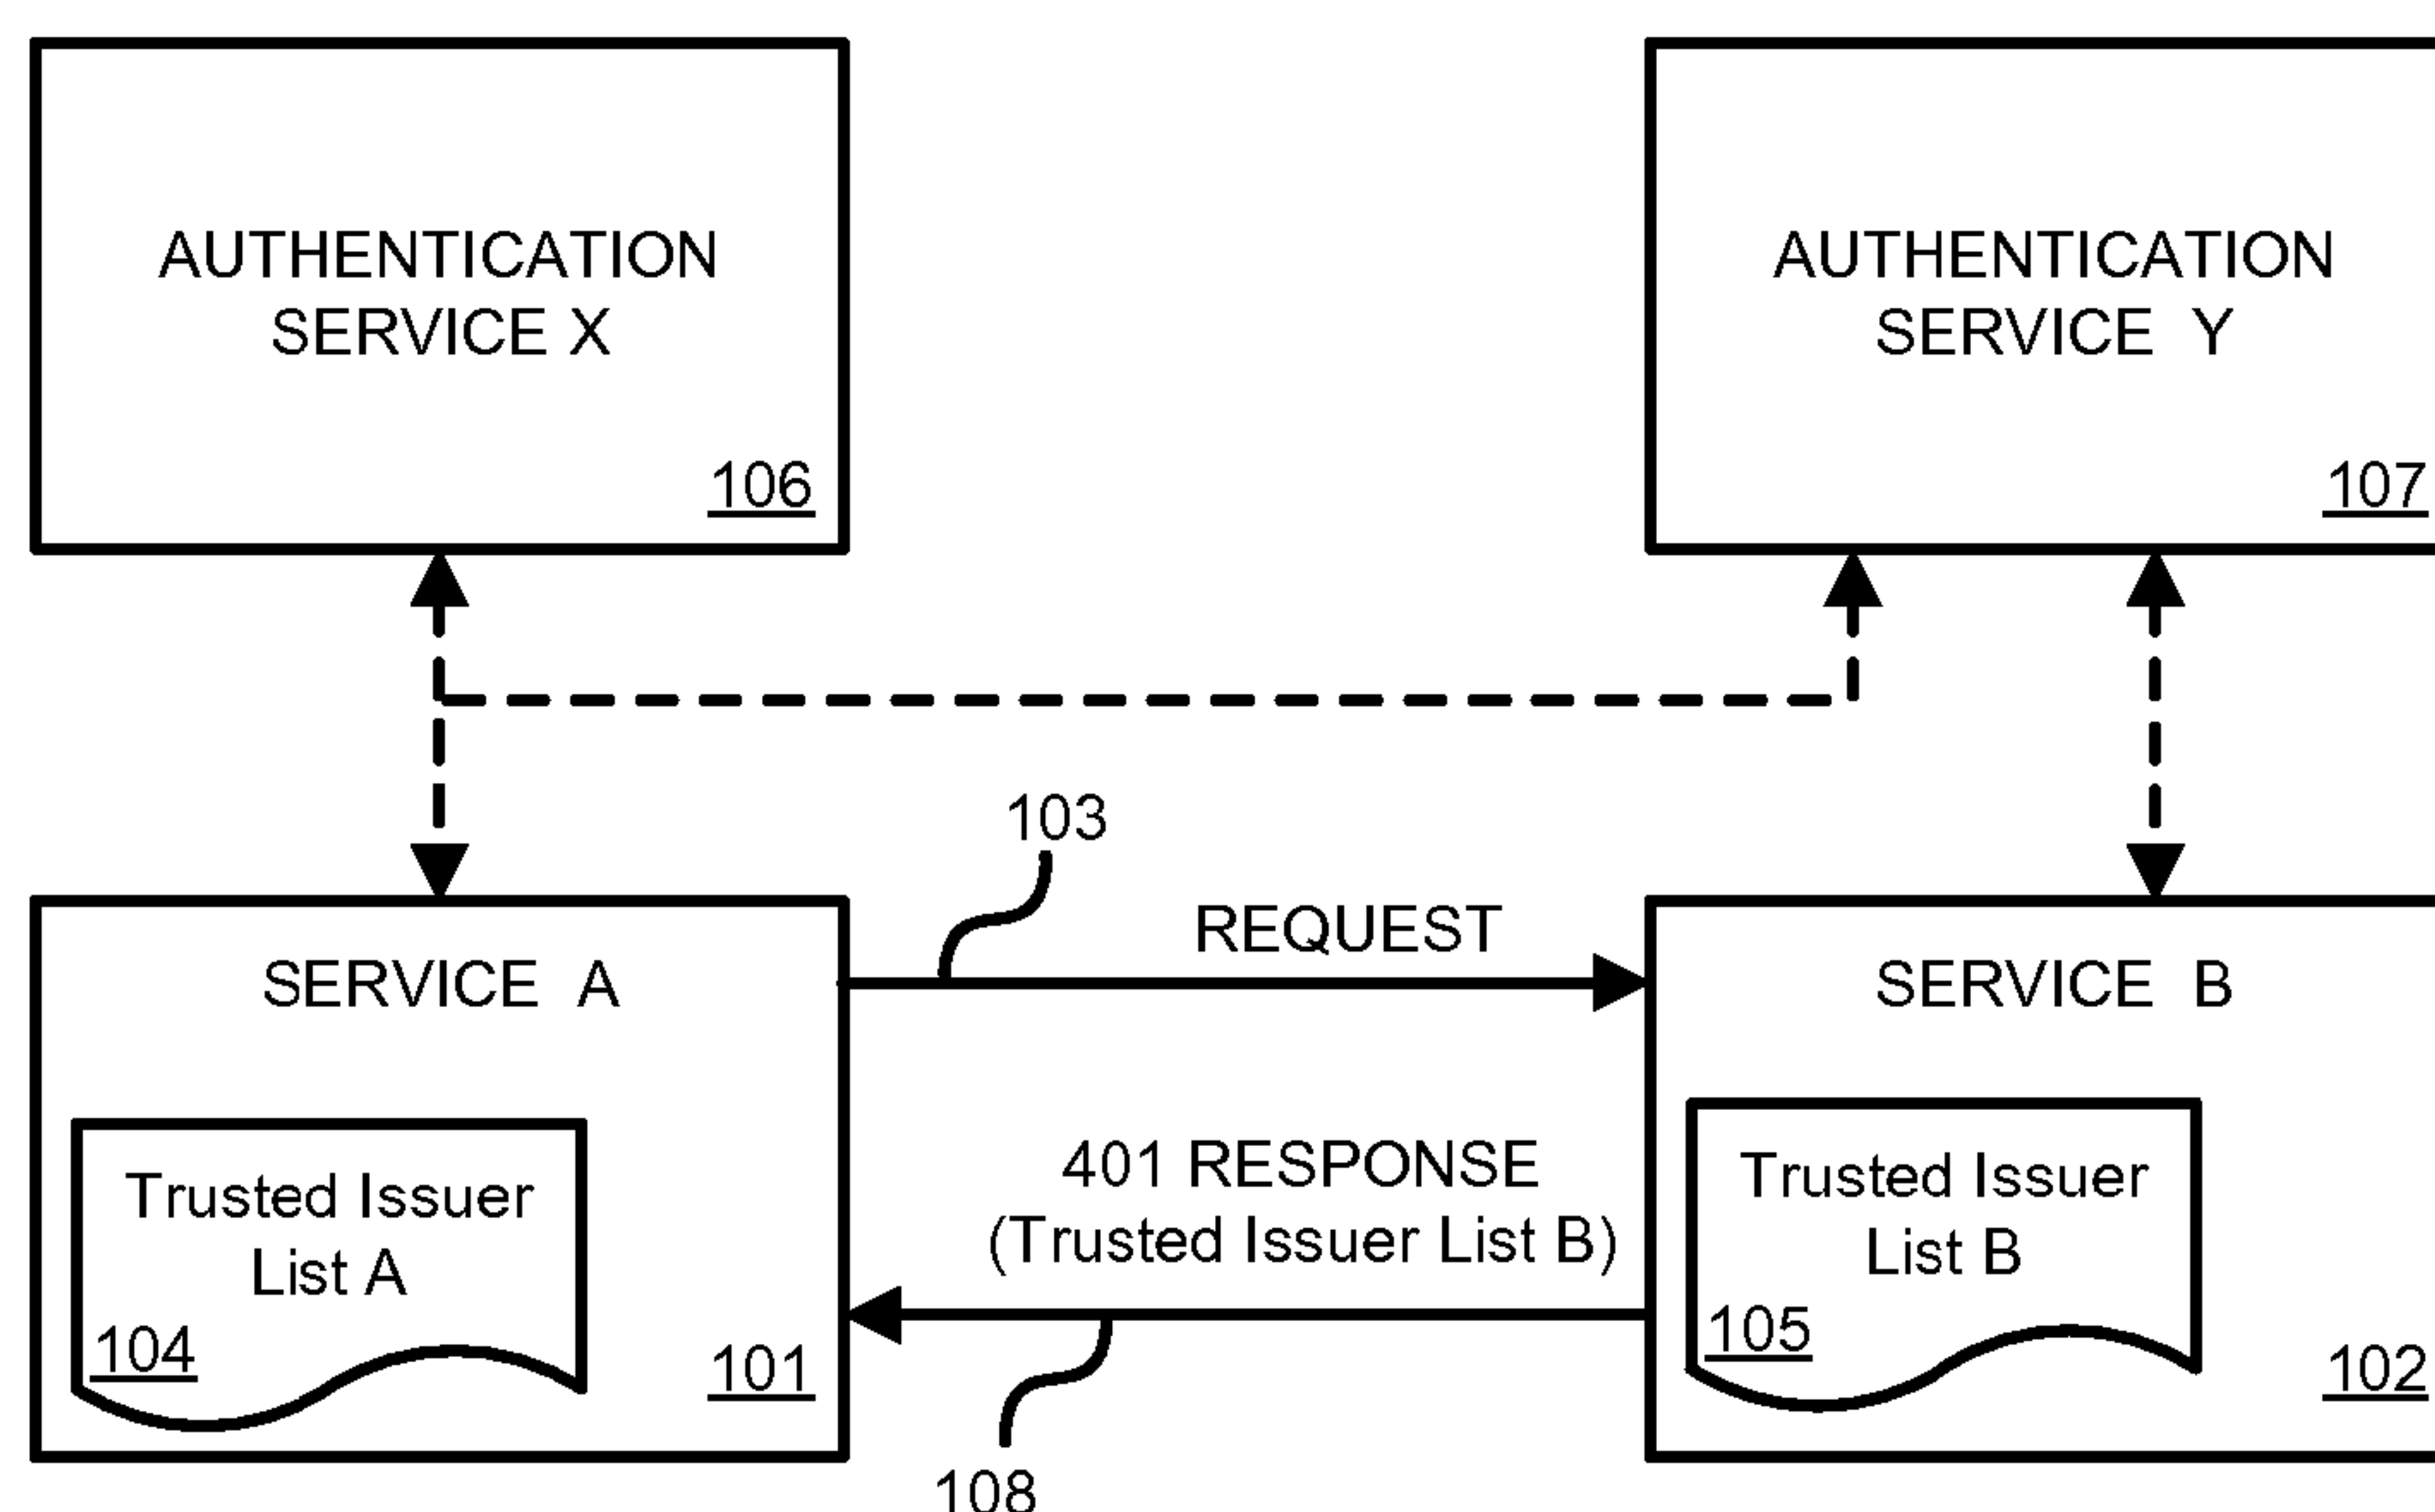 AUTHENTICATION
SERVICE X
106
AUTHENTICATION
SERVICE Y
107
103
REQUEST
SERVICE A
Trusted Issuer
List A
104
101
401 RESPONSE
(Trusted Issuer List B)
108
SERVICE B
Trusted Issuer
List B
105
102